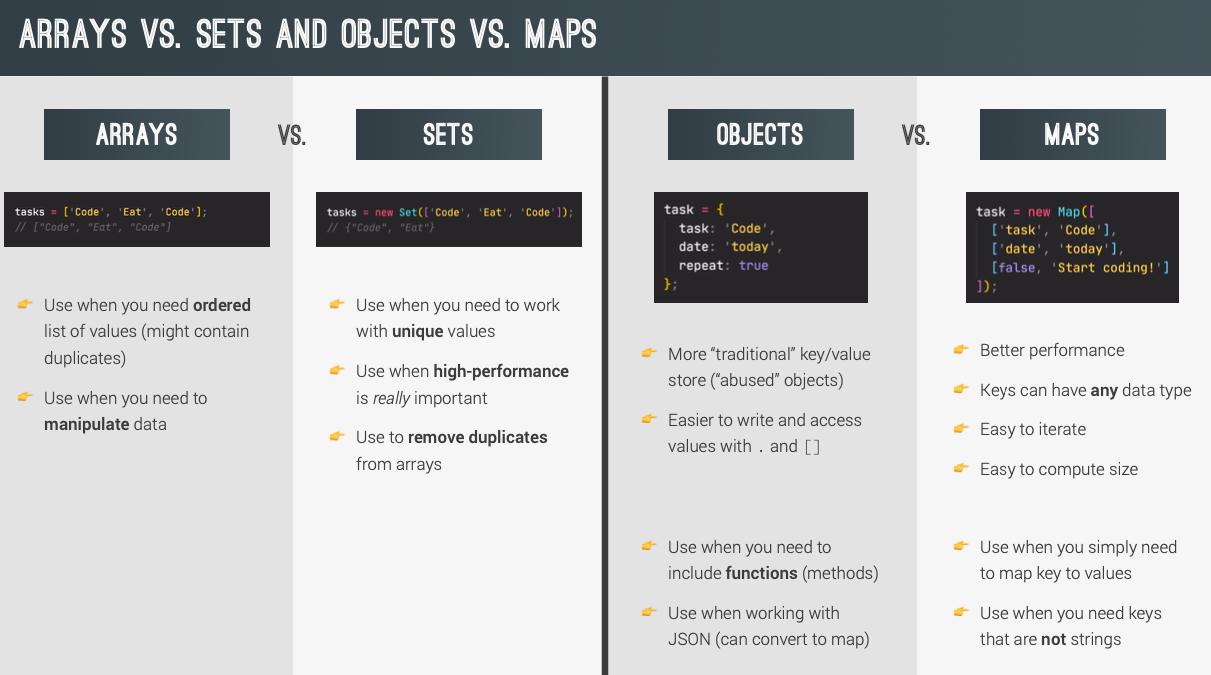 ARRAYS VS. SETS AND OBJECTS VS. MAPS
ARRAYS
VS.
SETS
tasks = ['Code', 'Eat', 'Code'];
// ["Code", "Eat", "Code"]
tasks = new Set(['Code', 'Eat', 'Code']);
// {"Code", "Eat"}
👉 Use when you need ordered
list of values (might contain
duplicates)
👉 Use when you need to
manipulate data
👉 Use when you need to work
with unique values
👉 Use when high-performance
is really important
👉 Use to remove duplicates
from arrays
OBJECTS
VS.
MAPS
task = {
task: 'Code',
date: 'today',
repeat: true
};
task = new Map([
['task', 'Code'],
['date', 'today'],
[false, 'Start coding!']
]);
👉 More “traditional” key/value
store (“abused” objects)
👉 Easier to write and access
values with . and []
👉 Use when you need to
include functions (methods)
👉 Use when working with
JSON (can convert to map)
👉 Better performance
👉 Keys can have any data type
👉 Easy to iterate
👉 Easy to compute size
👉 Use when you simply need
to map key to values
👉 Use when you need keys
that are not strings